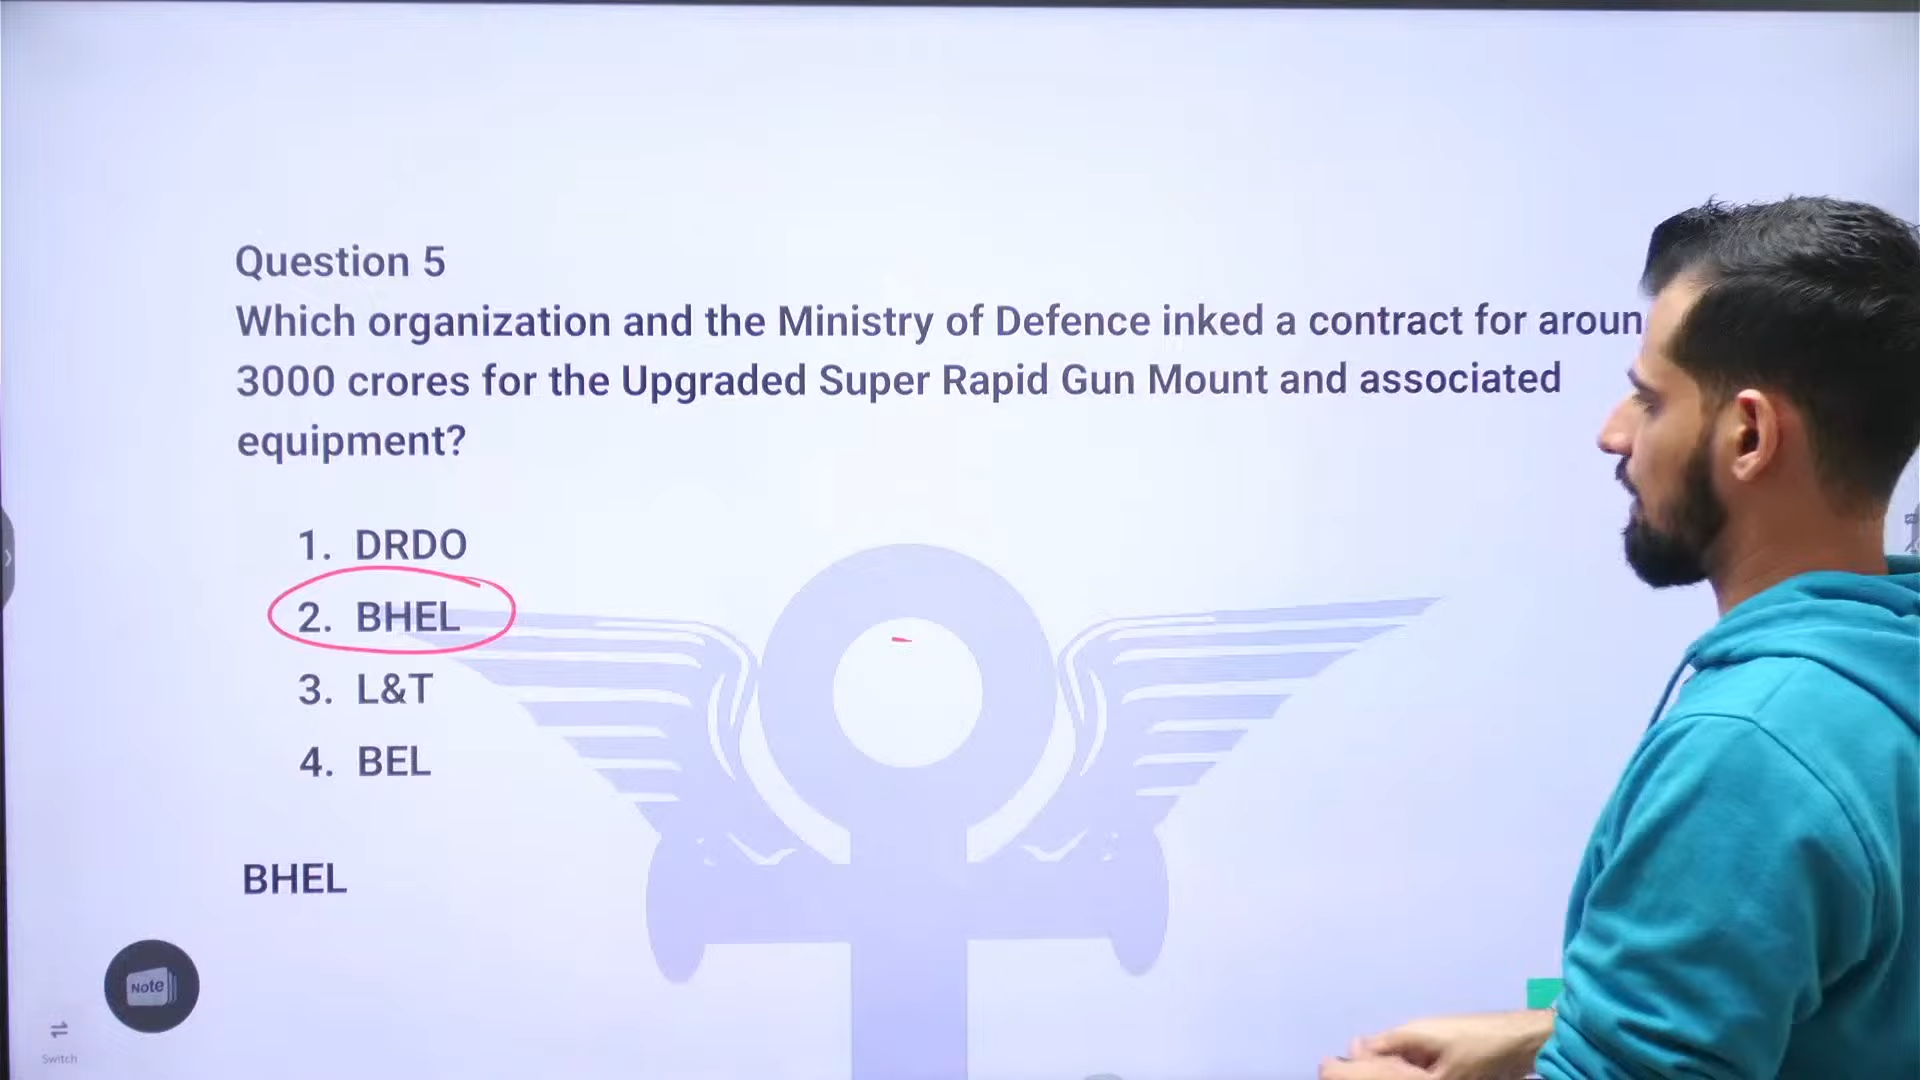 Question 5
Which organization and the Ministry of Defence inked a contract for aroun
3000 crores for the Upgraded Super Rapid Gun Mount and associated
equipment?
1. DRDO
2. BHEL
3. L&T
4. BEL
BHEL
Note
Switch